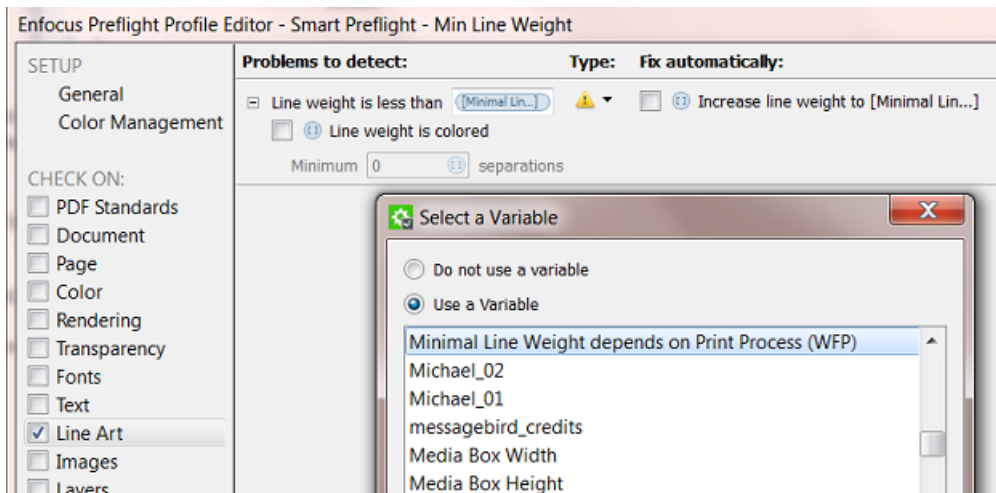 Enfocus Preflight Profile Editor - Smart Preflight - Min Line Weight
SETUP
General
Color Management
CHECK ON:
PDF Standards
Document
Page
Color
Rendering
Transparency
Fonts
Text
Line Art
Images
Layers
Problems to detect: Type: Fix automatically:
Line weight is less than [Minimal Lin...] Increase line weight to [Minimal Lin...]
Line weight is colored
Minimum 0 separations
Select a Variable
Do not use a variable
Use a Variable
Minimal Line Weight depends on Print Process (WFP)
Michael_02
Michael_01
messagebird_credits
Media Box Width
Media Box Height